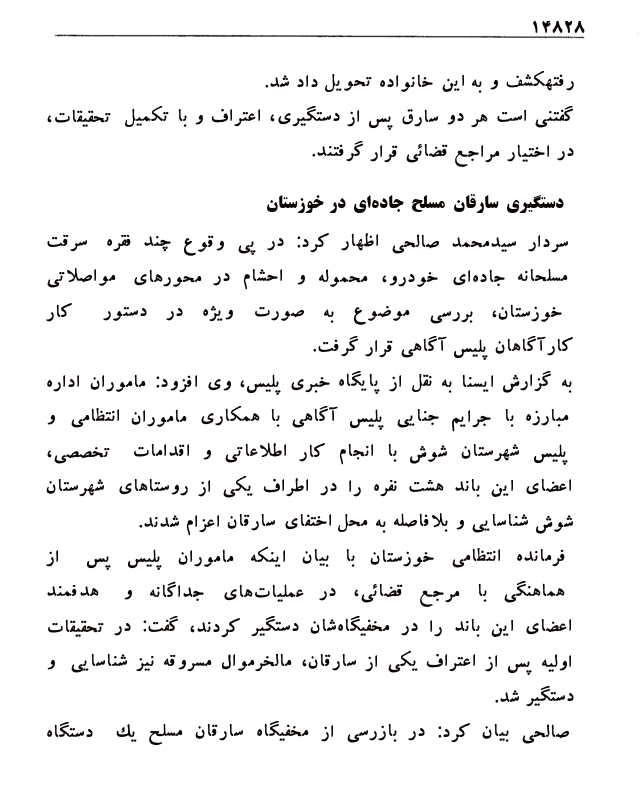 ۱۴۸۲۸
رفتهکشف و به این خانواده تحویل داد شد.
گفتنی است هر دو سارق پس از دستگیری، اعتراف و با تکمیل تحقیقات،
در اختیار مراجع قضائی قرار گرفتند.
دستگیری سارقان مسلح جاده‌ای در خوزستان
سردار سیدمحمد صالحی اظهار کرد: در پی وقوع چند فقره سرقت
مسلحانه جاده‌ای خودرو، محموله و احشام در محورهای مواصلاتی
خوزستان، بررسی موضوع به صورت ویژه در دستور کار
کارآگاهان پلیس آگاهی قرار گرفت.
به گزارش ایسنا به نقل از پایگاه خبری پلیس، وی افزود: ماموران اداره
مبارزه با جرایم جنایی پلیس آگاهی با همکاری ماموران انتظامی و
پلیس شهرستان شوش با انجام کار اطلاعاتی و اقدامات تخصصی،
اعضای این باند هشت نفره را در اطراف یکی از روستاهای شهرستان
شوش شناسایی و بلافاصله به محل اختفای سارقان اعزام شدند.
فرمانده انتظامی خوزستان با بیان اینکه ماموران پلیس پس از
هماهنگی با مرجع قضائی، در عملیات‌های جداگانه و هدفمند
اعضای این باند را در مخفیگاه‌شان دستگیر کردند، گفت: در تحقیقات
اولیه پس از اعتراف یکی از سارقان، مالخرموال مسروقه نیز شناسایی و
دستگیر شد.
صالحی بیان کرد: در بازرسی از مخفیگاه سارقان مسلح یك دستگاه